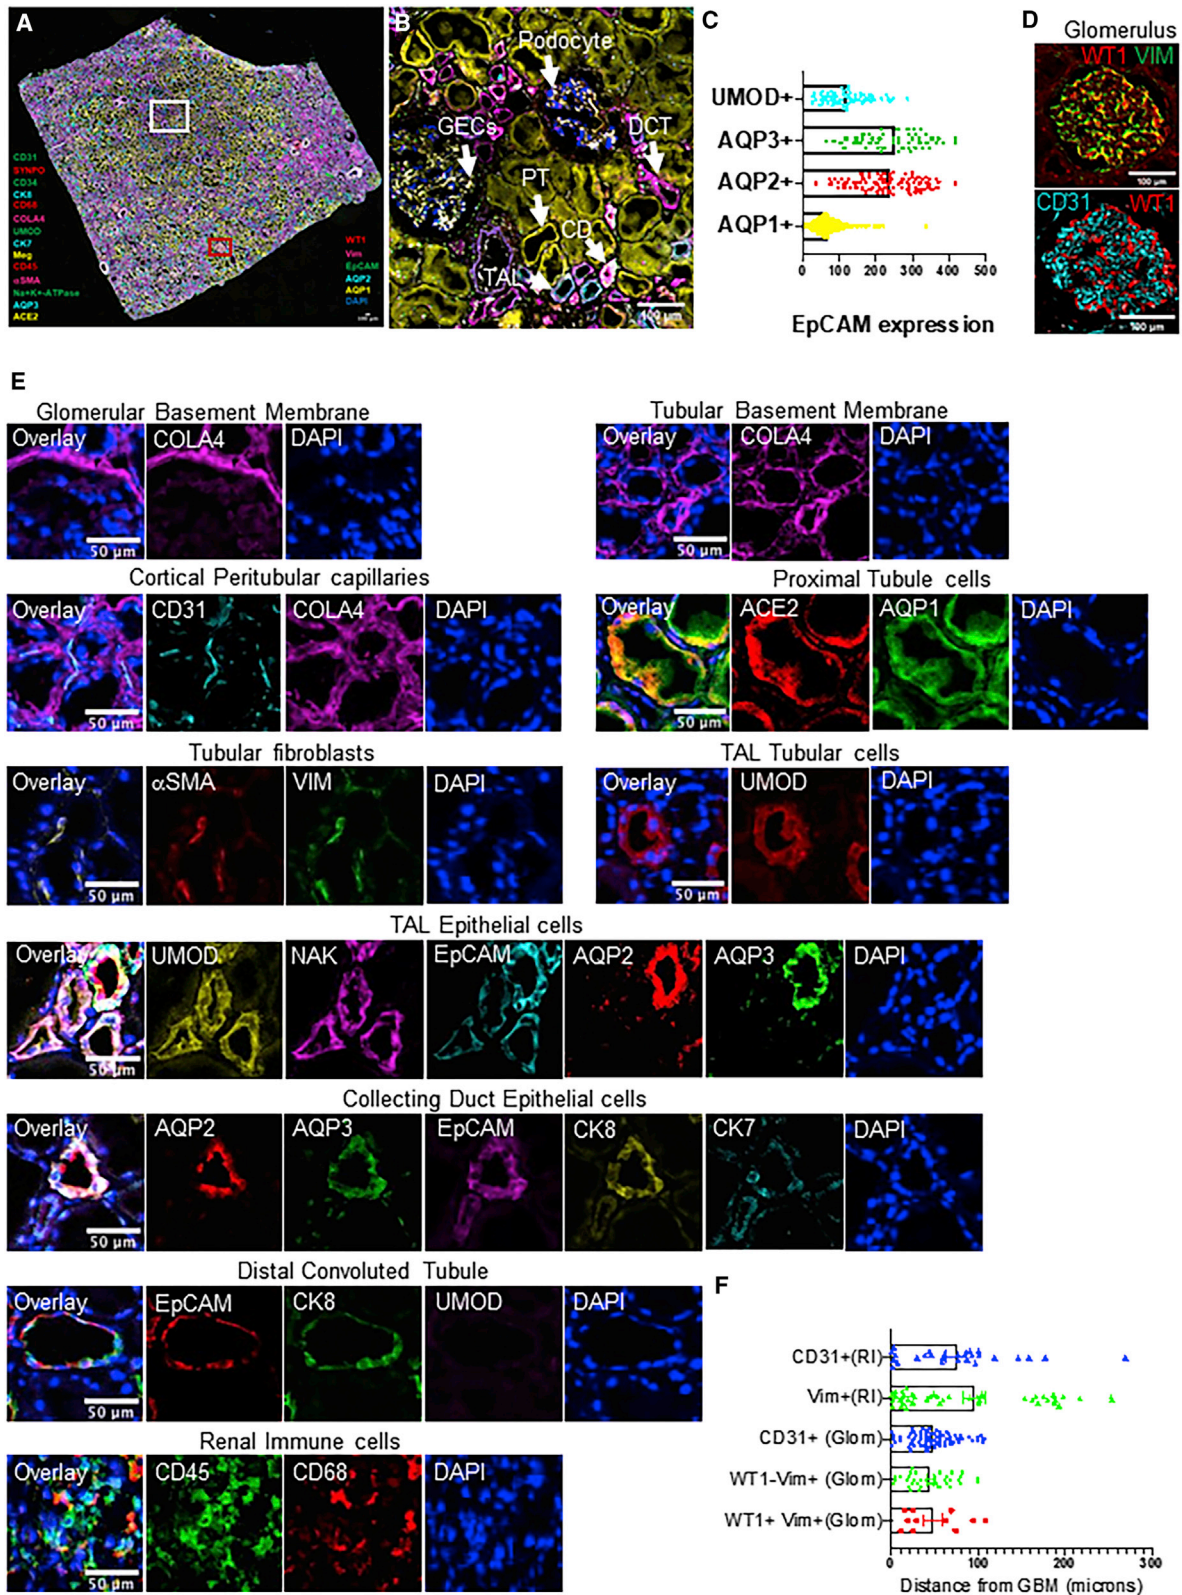 A
CD31
SYNPO
CD34
CK8
CD68
COLA4
UMOD
CK7
Meg
CD45
αSMA
Na+K+-ATPase
AQP3
ACE2
WT1
Vim
EpCAM
AQP2
AQP1
DAPI
B
Podocyte
GECs
DCT
PT
CD
TAL
100 µm
C
UMOD+
AQP3+
AQP2+
AQP1+
0 100 200 300 400 500
EpCAM expression
D
Glomerulus
WT1 VIM
100 µm
CD31 WT1
100 µm
E
Glomerular Basement Membrane
Overlay COLA4 DAPI
50 µm
Tubular Basement Membrane
Overlay COLA4 DAPI
50 µm
Cortical Peritubular capillaries
Overlay CD31 COLA4 DAPI
50 µm
Proximal Tubule cells
Overlay ACE2 AQP1 DAPI
50 µm
Tubular fibroblasts
Overlay αSMA VIM DAPI
50 µm
TAL Tubular cells
Overlay UMOD DAPI
50 µm
TAL Epithelial cells
Overlay UMOD NAK EpCAM AQP2 AQP3 DAPI
50 µm
Collecting Duct Epithelial cells
Overlay AQP2 AQP3 EpCAM CK8 CK7 DAPI
50 µm
Distal Convoluted Tubule
Overlay EpCAM CK8 UMOD DAPI
50 µm
Renal Immune cells
Overlay CD45 CD68 DAPI
50 µm
F
CD31+(RI)
Vim+(RI)
CD31+ (Glom)
WT1-Vim+ (Glom)
WT1+ Vim+(Glom)
0 100 200 300
Distance from GBM (microns)